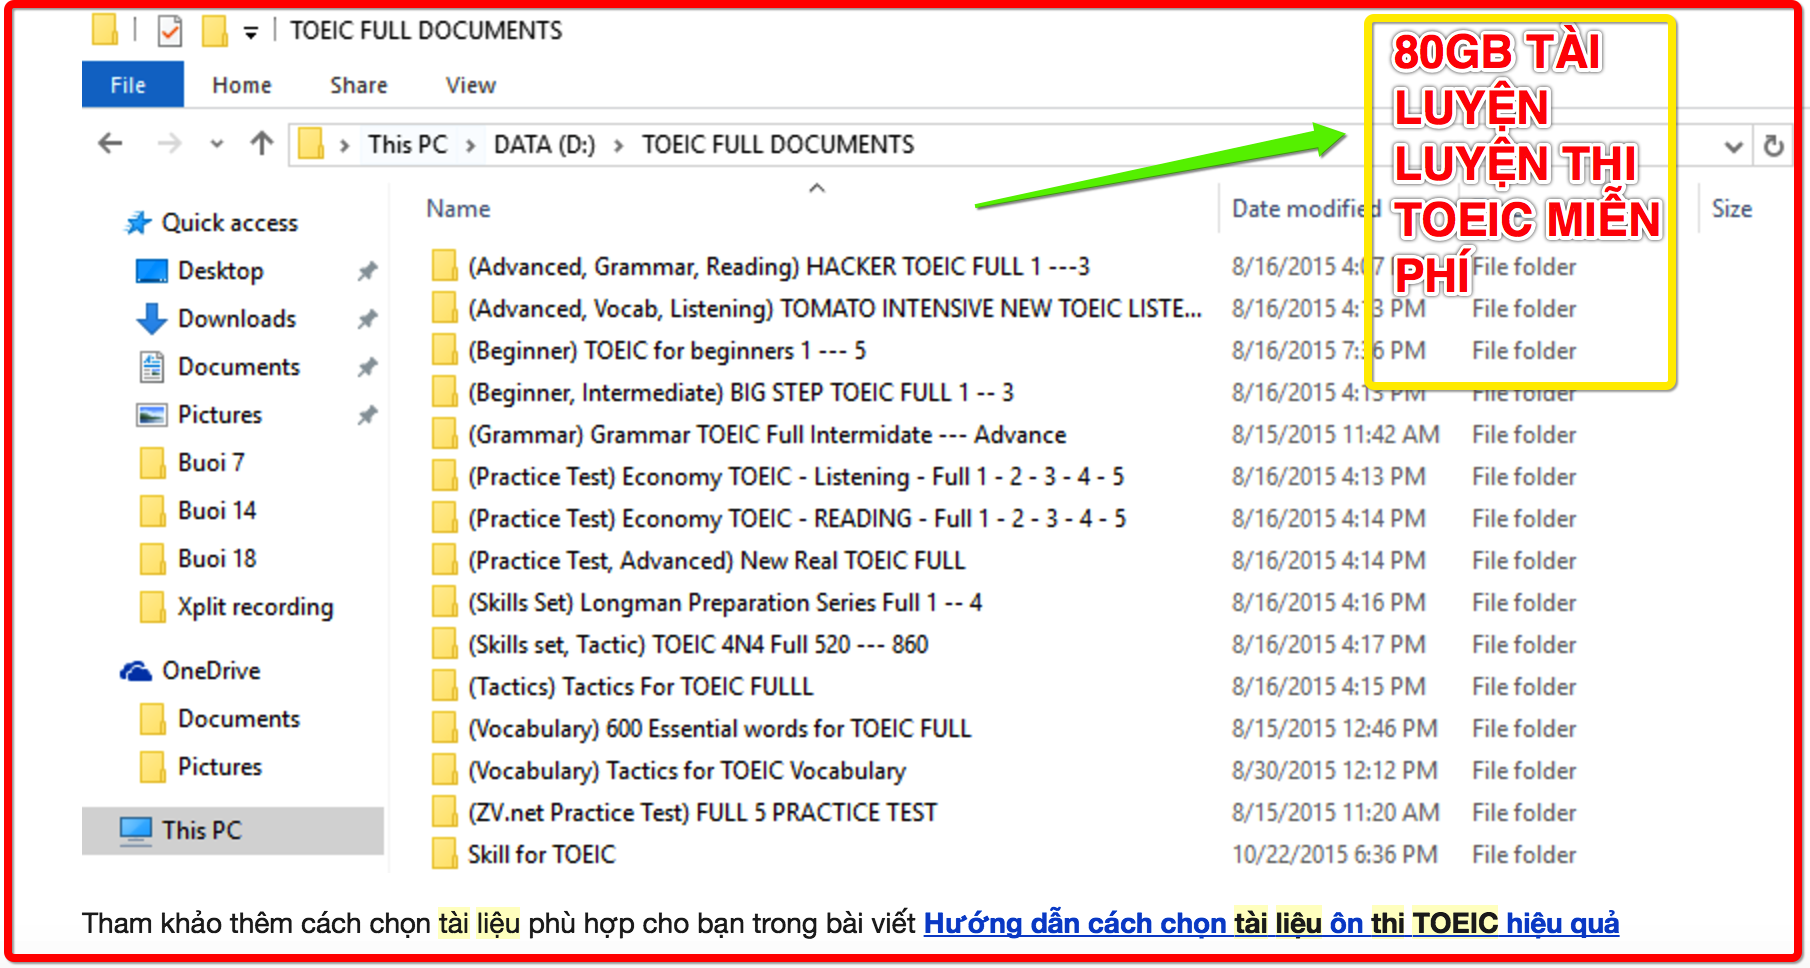 TOEIC FULL DOCUMENTS
80GB TÀI
LUYỆN
LUYỆN THI
TOEIC MIỄN
PHÍ
File Home Share View
This PC > DATA (D:) > TOEIC FULL DOCUMENTS
Name Date modified Size
Quick access
Desktop
Downloads
Documents
Pictures
Buoi 7
Buoi 14
Buoi 18
Xplit recording
OneDrive
Documents
Pictures
This PC
(Advanced, Grammar, Reading) HACKER TOEIC FULL 1 ---3 8/16/2015 4:07 File folder
(Advanced, Vocab, Listening) TOMATO INTENSIVE NEW TOEIC LISTE... 8/16/2015 4:13 PM File folder
(Beginner) TOEIC for beginners 1 --- 5 8/16/2015 7:36 PM File folder
(Beginner, Intermediate) BIG STEP TOEIC FULL 1 -- 3 8/16/2015 4:13 PM File folder
(Grammar) Grammar TOEIC Full Intermidate --- Advance 8/15/2015 11:42 AM File folder
(Practice Test) Economy TOEIC - Listening - Full 1 - 2 - 3 - 4 - 5 8/16/2015 4:13 PM File folder
(Practice Test) Economy TOEIC - READING - Full 1 - 2 - 3 - 4 - 5 8/16/2015 4:14 PM File folder
(Practice Test, Advanced) New Real TOEIC FULL 8/16/2015 4:14 PM File folder
(Skills Set) Longman Preparation Series Full 1 -- 4 8/16/2015 4:16 PM File folder
(Skills set, Tactic) TOEIC 4N4 Full 520 --- 860 8/16/2015 4:17 PM File folder
(Tactics) Tactics For TOEIC FULLL 8/16/2015 4:15 PM File folder
(Vocabulary) 600 Essential words for TOEIC FULL 8/15/2015 12:46 PM File folder
(Vocabulary) Tactics for TOEIC Vocabulary 8/30/2015 12:12 PM File folder
(ZV.net Practice Test) FULL 5 PRACTICE TEST 8/15/2015 11:20 AM File folder
Skill for TOEIC 10/22/2015 6:36 PM File folder
Tham khảo thêm cách chọn tài liệu phù hợp cho bạn trong bài viết Hướng dẫn cách chọn tài liệu ôn thi TOEIC hiệu quả